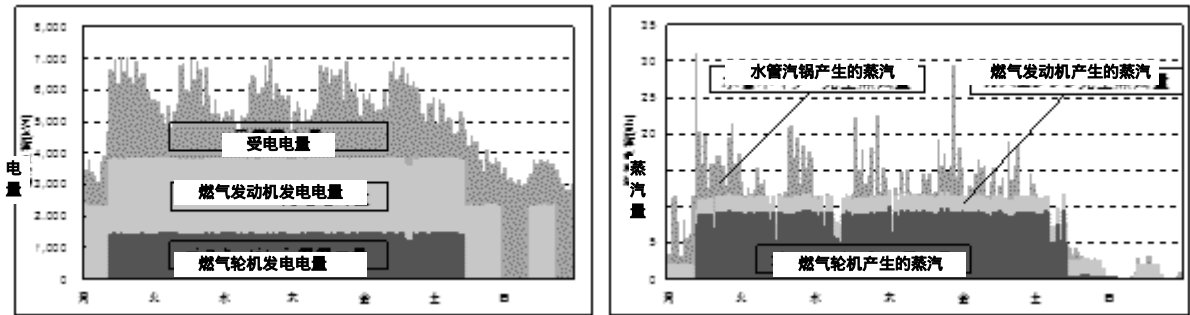 8,000
7,000
6,000
5,000
4,000
3,000
2,000
1,000
0
电量
受电电量
燃气发动机发电电量
燃气轮机发电电量
月 火 水 木 金 土 日
25
20
25
20
15
10
5
0
蒸汽量
水管汽锅产生的蒸汽
燃气发动机产生的蒸汽
燃气轮机产生的蒸汽
月 火 水 木 金 土 日